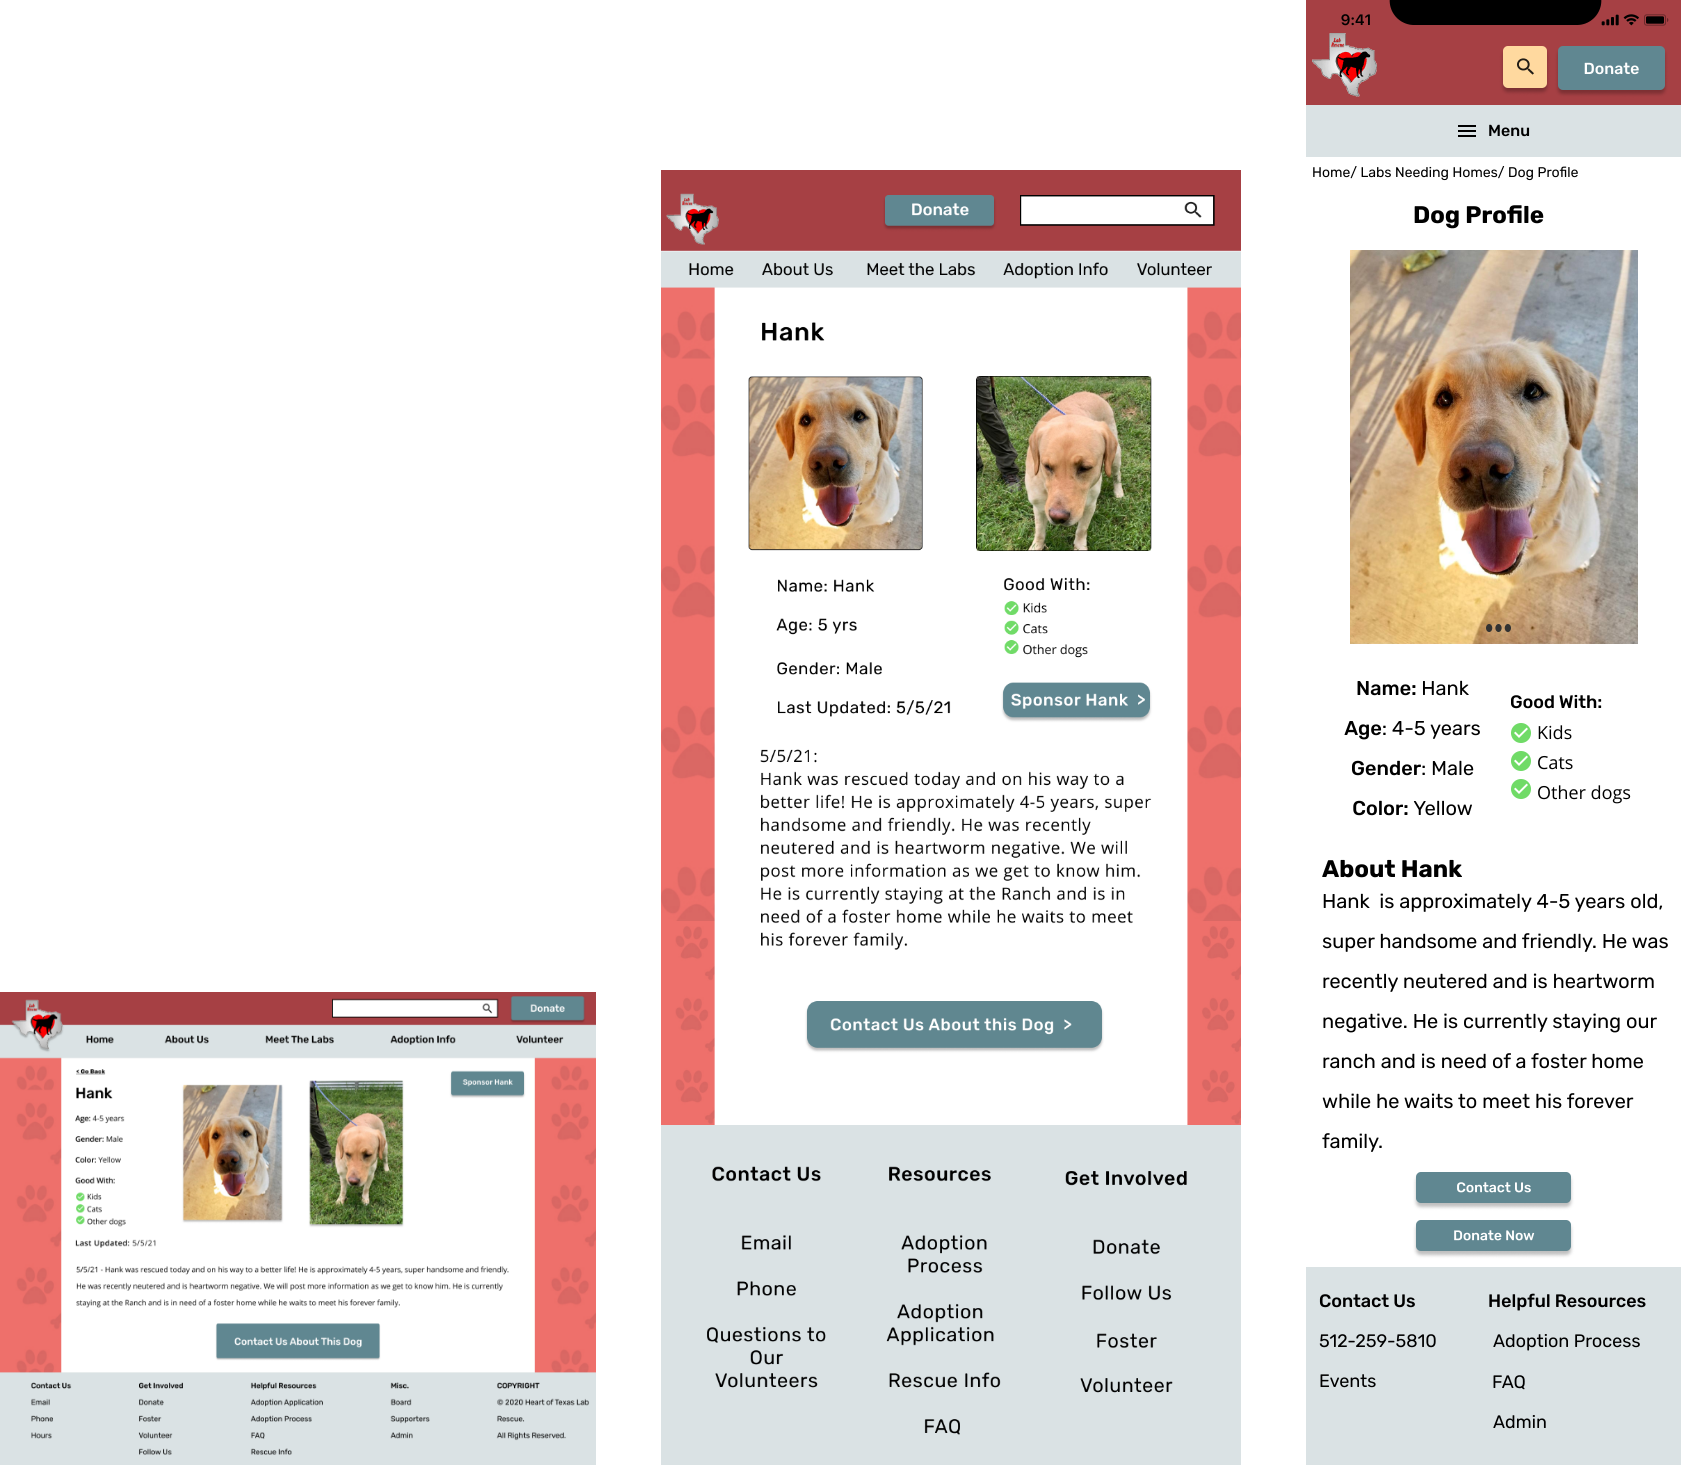 Lab
Rescue
Donate
Home
About Us
Meet The Labs
Adoption Info
Volunteer
< Go Back
Hank
Age: 4-5 years
Gender: Male
Color: Yellow
Good With:
Kids
Cats
Other dogs
Last Updated: 5/5/21
Sponsor Hank
5/5/21 - Hank was rescued today and on his way to a better life! He is approximately 4-5 years, super handsome and friendly.
He was recently neutered and is heartworm negative. We will post more information as we get to know him. He is currently
staying at the Ranch and is in need of a foster home while he waits to meet his forever family.
Contact Us About This Dog
Contact Us
Email
Phone
Hours
Get Involved
Donate
Foster
Volunteer
Follow Us
Helpful Resources
Adoption Application
Adoption Process
FAQ
Rescue Info
Misc.
Board
Supporters
Admin
COPYRIGHT
© 2020 Heart of Texas Lab
Rescue.
All Rights Reserved.
Lab
Rescue
Donate
Home
About Us
Meet the Labs
Adoption Info
Volunteer
Hank
Name: Hank
Age: 5 yrs
Gender: Male
Last Updated: 5/5/21
Good With:
Kids
Cats
Other dogs
Sponsor Hank >
5/5/21:
Hank was rescued today and on his way to a
better life! He is approximately 4-5 years, super
handsome and friendly. He was recently
neutered and is heartworm negative. We will
post more information as we get to know him.
He is currently staying at the Ranch and is in
need of a foster home while he waits to meet
his forever family.
Contact Us About this Dog >
Contact Us
Email
Phone
Questions to
Our
Volunteers
Resources
Adoption
Process
Adoption
Application
Rescue Info
FAQ
Get Involved
Donate
Follow Us
Foster
Volunteer
9:41
Lab
Rescue
Donate
Menu
Home/ Labs Needing Homes/ Dog Profile
Dog Profile
Name: Hank
Age: 4-5 years
Gender: Male
Color: Yellow
Good With:
Kids
Cats
Other dogs
About Hank
Hank is approximately 4-5 years old,
super handsome and friendly. He was
recently neutered and is heartworm
negative. He is currently staying our
ranch and is need of a foster home
while he waits to meet his forever
family.
Contact Us
Donate Now
Contact Us
512-259-5810
Events
Helpful Resources
Adoption Process
FAQ
Admin